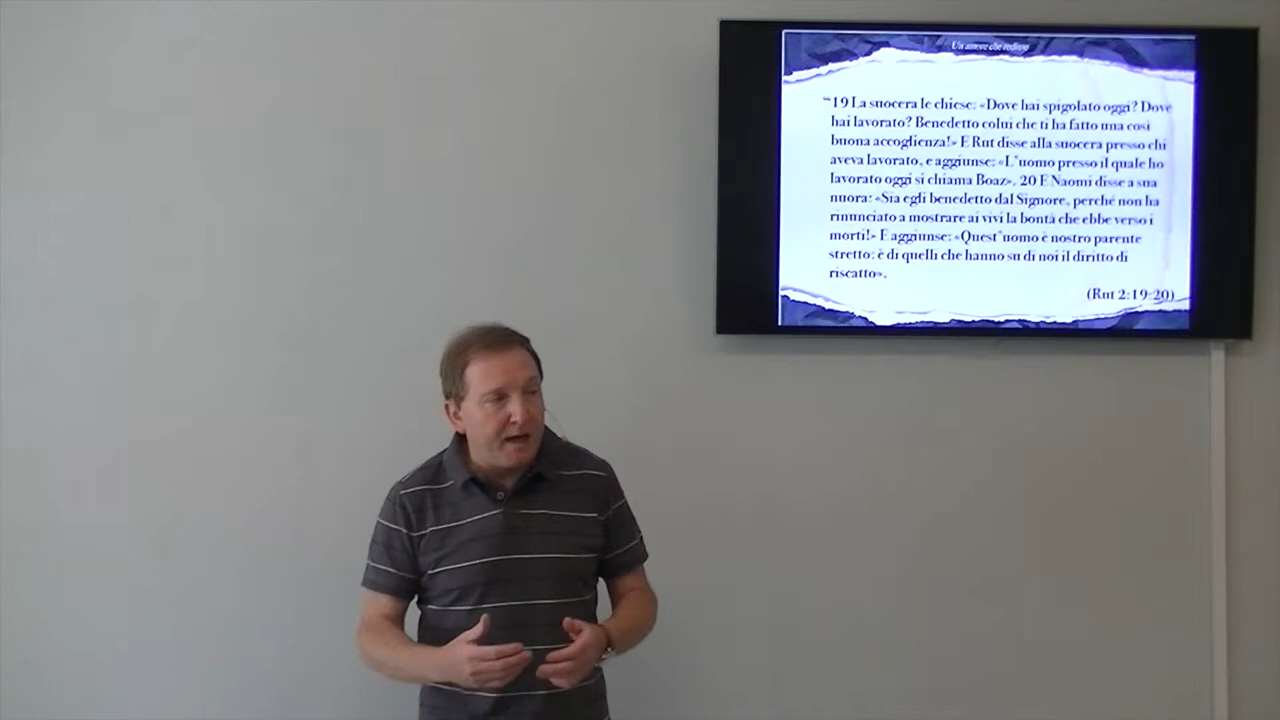 Un amore che redime
“19 La suocera le chiese: «Dove hai spigolato oggi? Dove
hai lavorato? Benedetto colui che ti ha fatto una così
buona accoglienza!» E Rut disse alla suocera presso chi
aveva lavorato, e aggiunse: «L'uomo presso il quale ho
lavorato oggi si chiama Boaz». 20 E Naomi disse a sua
nuora: «Sia egli benedetto dal Signore, perché non ha
rinunciato a mostrare ai vivi la bontà che ebbe verso i
morti!» E aggiunse: «Quest'uomo è nostro parente
stretto: è di quelli che hanno su di noi il diritto di
riscatto».
(Rut 2:19:20)